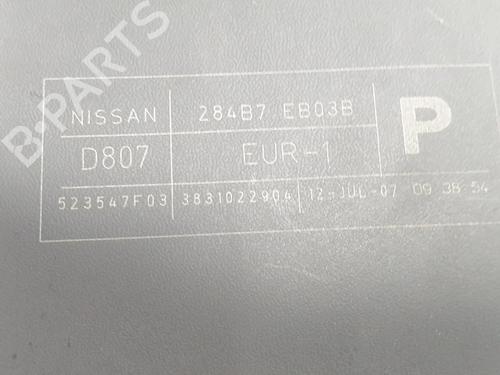 B-PARTS
NISSAN 284B7 EB03B P
D807 EUR-1
523547F03 3831022904 12-JUL-07 09 38 54